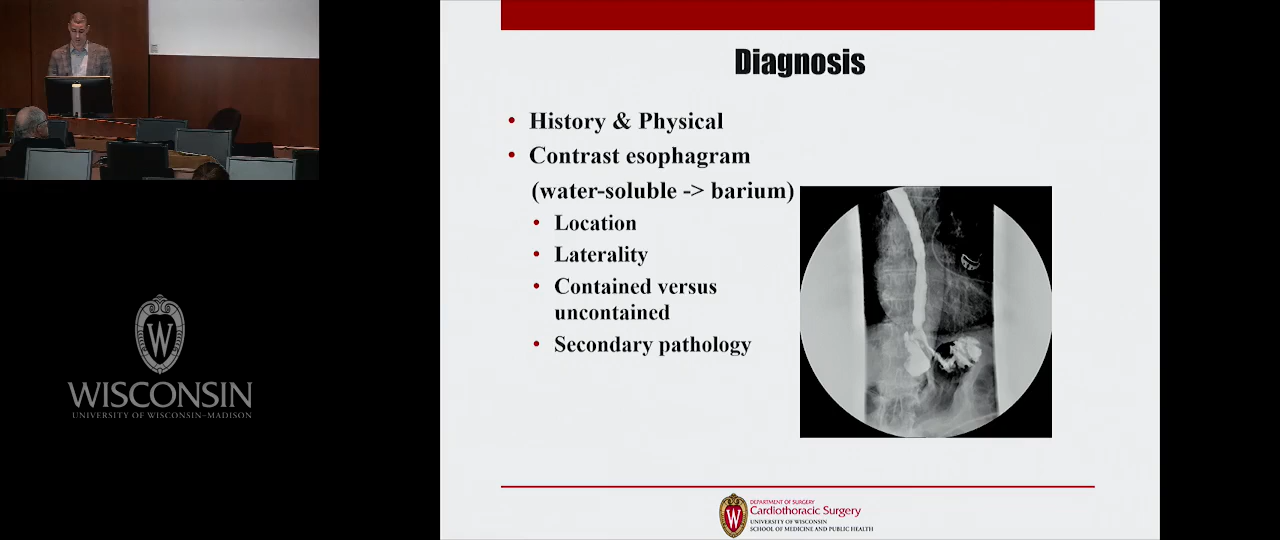 Diagnosis
History & Physical
Contrast esophagram
(water-soluble -> barium)
Location
Laterality
Contained versus
uncontained
Secondary pathology
W
WISCONSIN
UNIVERSITY OF WISCONSIN–MADISON
W
DEPARTMENT OF SURGERY
Cardiothoracic Surgery
UNIVERSITY OF WISCONSIN
SCHOOL OF MEDICINE AND PUBLIC HEALTH